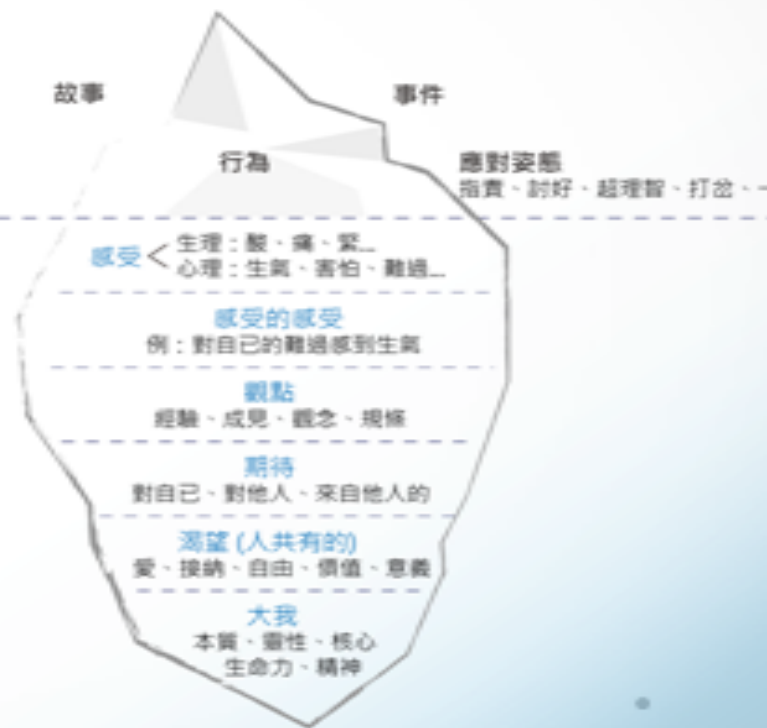 故事
事件
行為
應對姿態
指責、討好、超理智、打岔、一
感受
生理：酸、痛、緊...
心理：生氣、害怕、難過...
感受的感受
例：對自己的難過感到生氣
觀點
經驗、成見、觀念、規條
期待
對自己、對他人、來自他人的
渴望 (人共有的)
愛、接納、自由、價值、意義
大我
本質、靈性、核心
生命力、精神